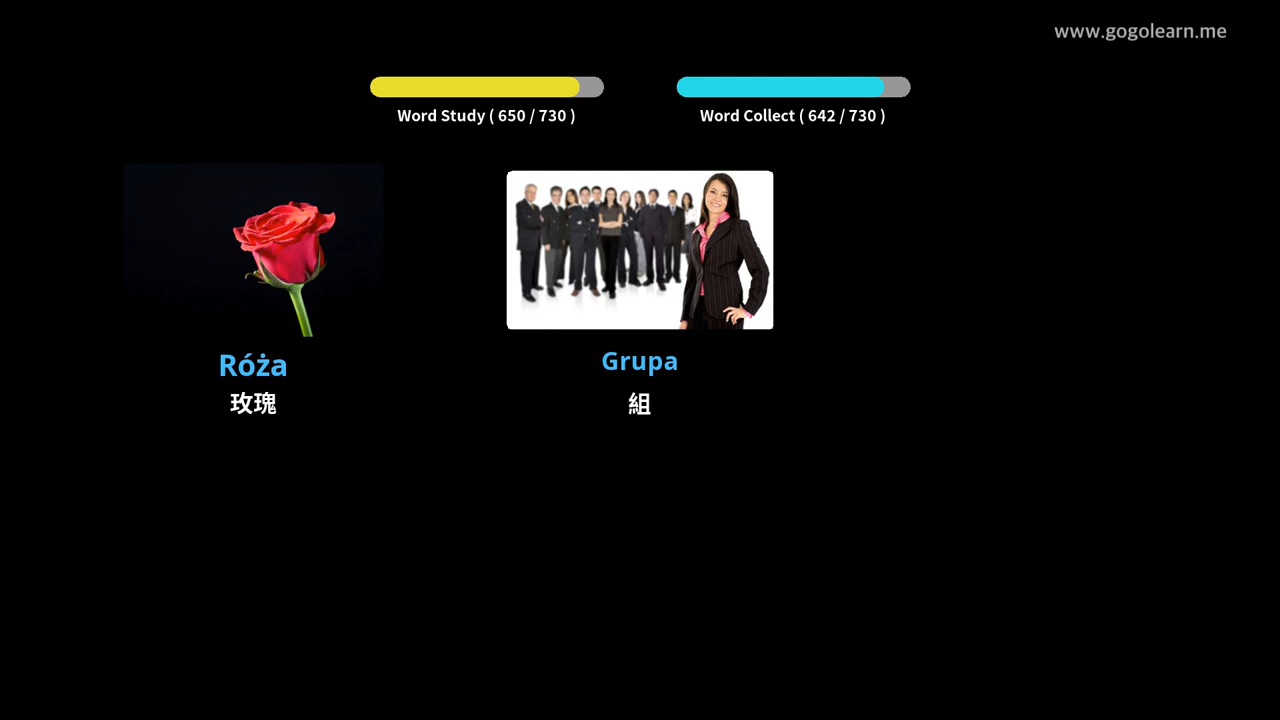 www.gogolearn.me
Word Study ( 650 / 730 )
Word Collect ( 642 / 730 )
Róża
玫瑰
Grupa
組